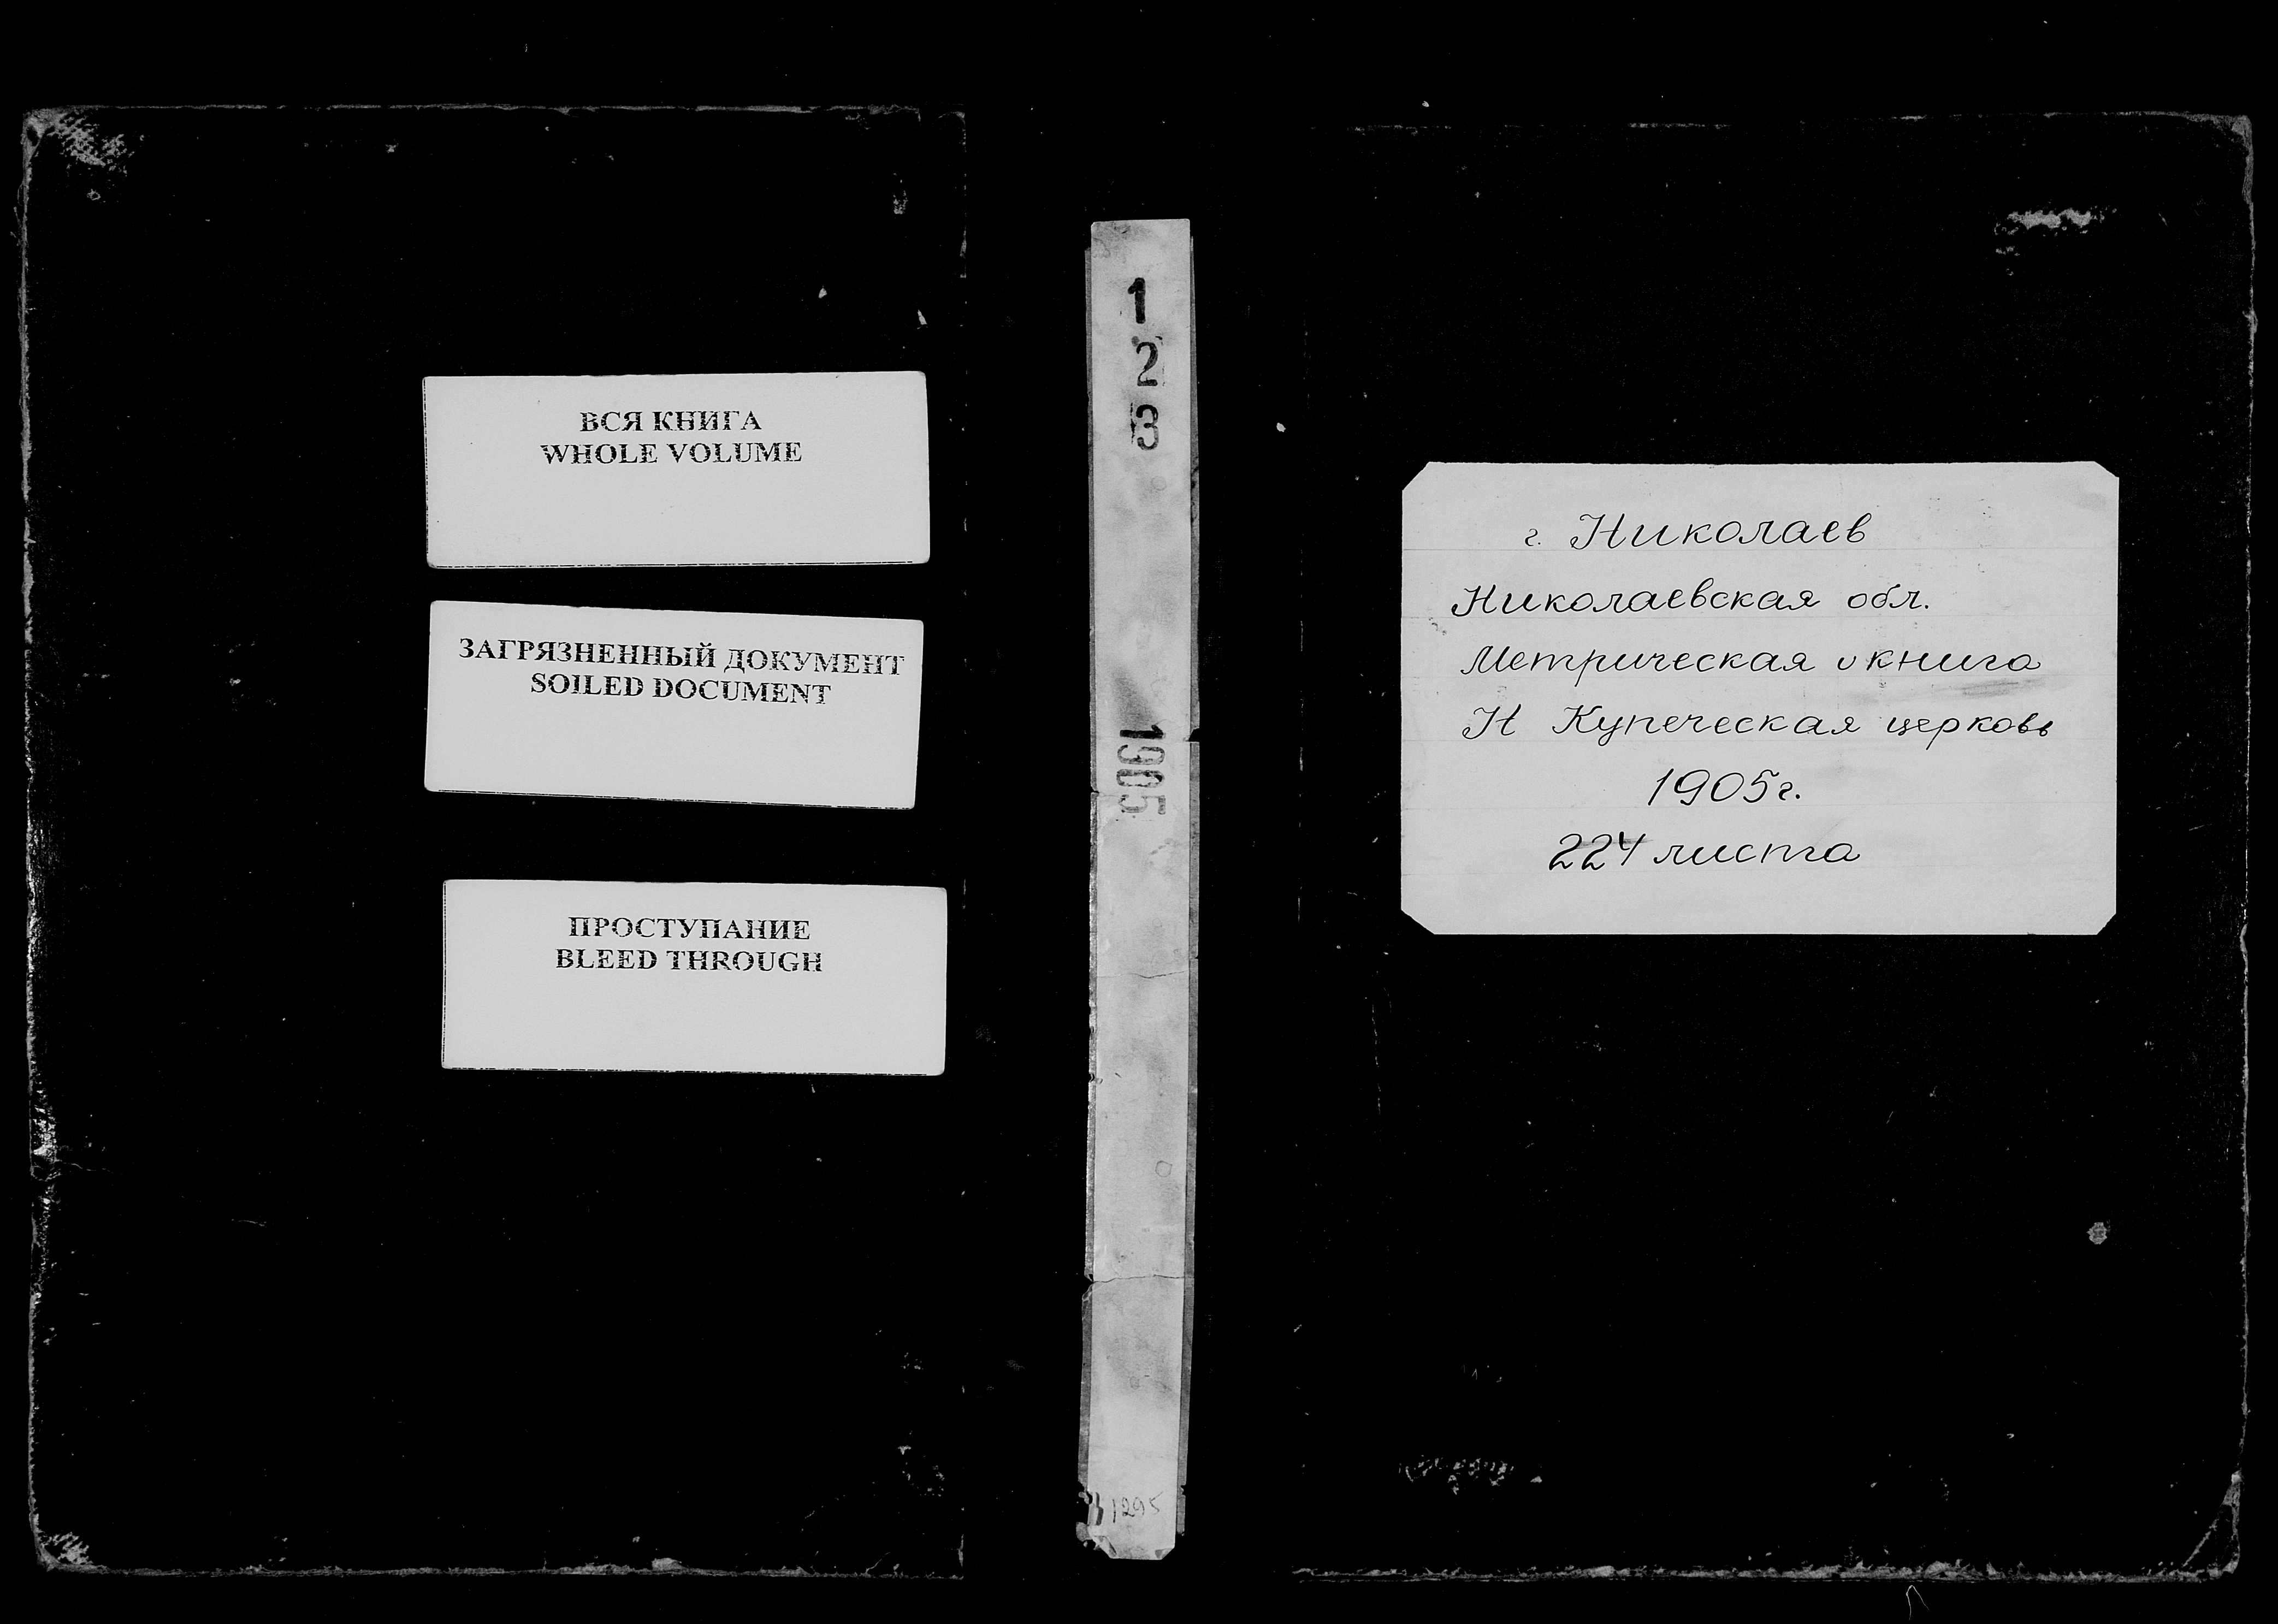 ВСЯ КНИГА
WHOLE VOLUME
ЗАГРЯЗНЕННЫЙ ДОКУМЕНТ
SOILED DOCUMENT
ПРОСТУПАНИЕ
BLEED THROUGH
1
2
3
1905
1295
г. Николаев
Николаевская обл.
Метрическая книга
Н Купеческая церковь
1905г.
224 листа